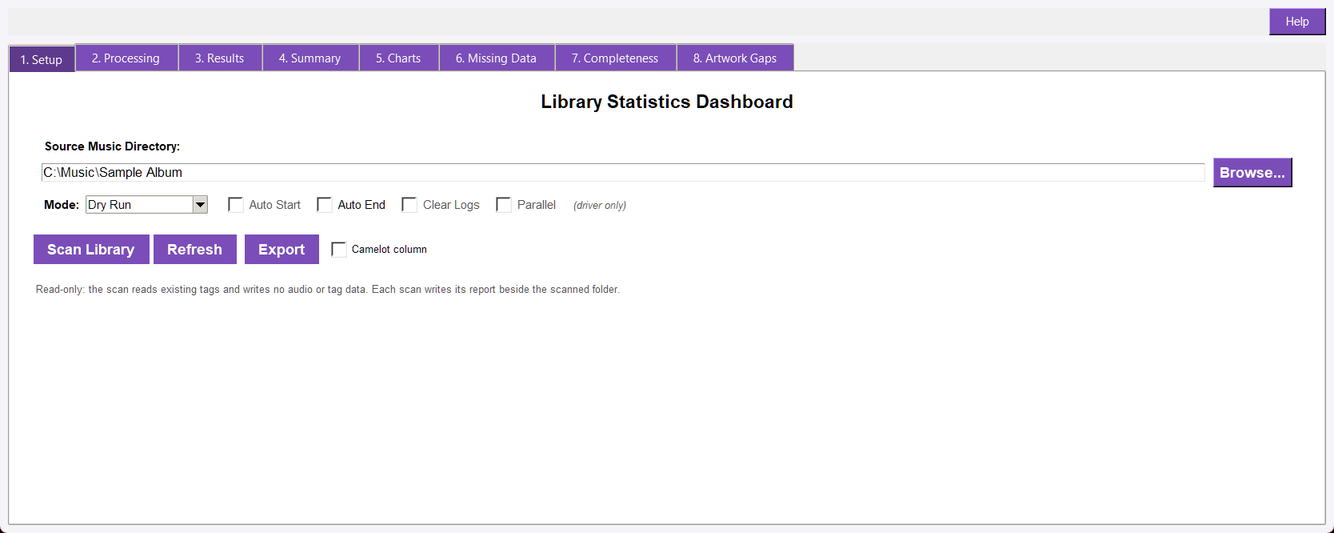 Help
1. Setup 2. Processing 3. Results 4. Summary 5. Charts 6. Missing Data 7. Completeness 8. Artwork Gaps
Library Statistics Dashboard
Source Music Directory:
C:\Music\Sample Album Browse...
Mode: Dry Run Auto Start Auto End Clear Logs Parallel (driver only)
Scan Library Refresh Export Camelot column
Read-only: the scan reads existing tags and writes no audio or tag data. Each scan writes its report beside the scanned folder.